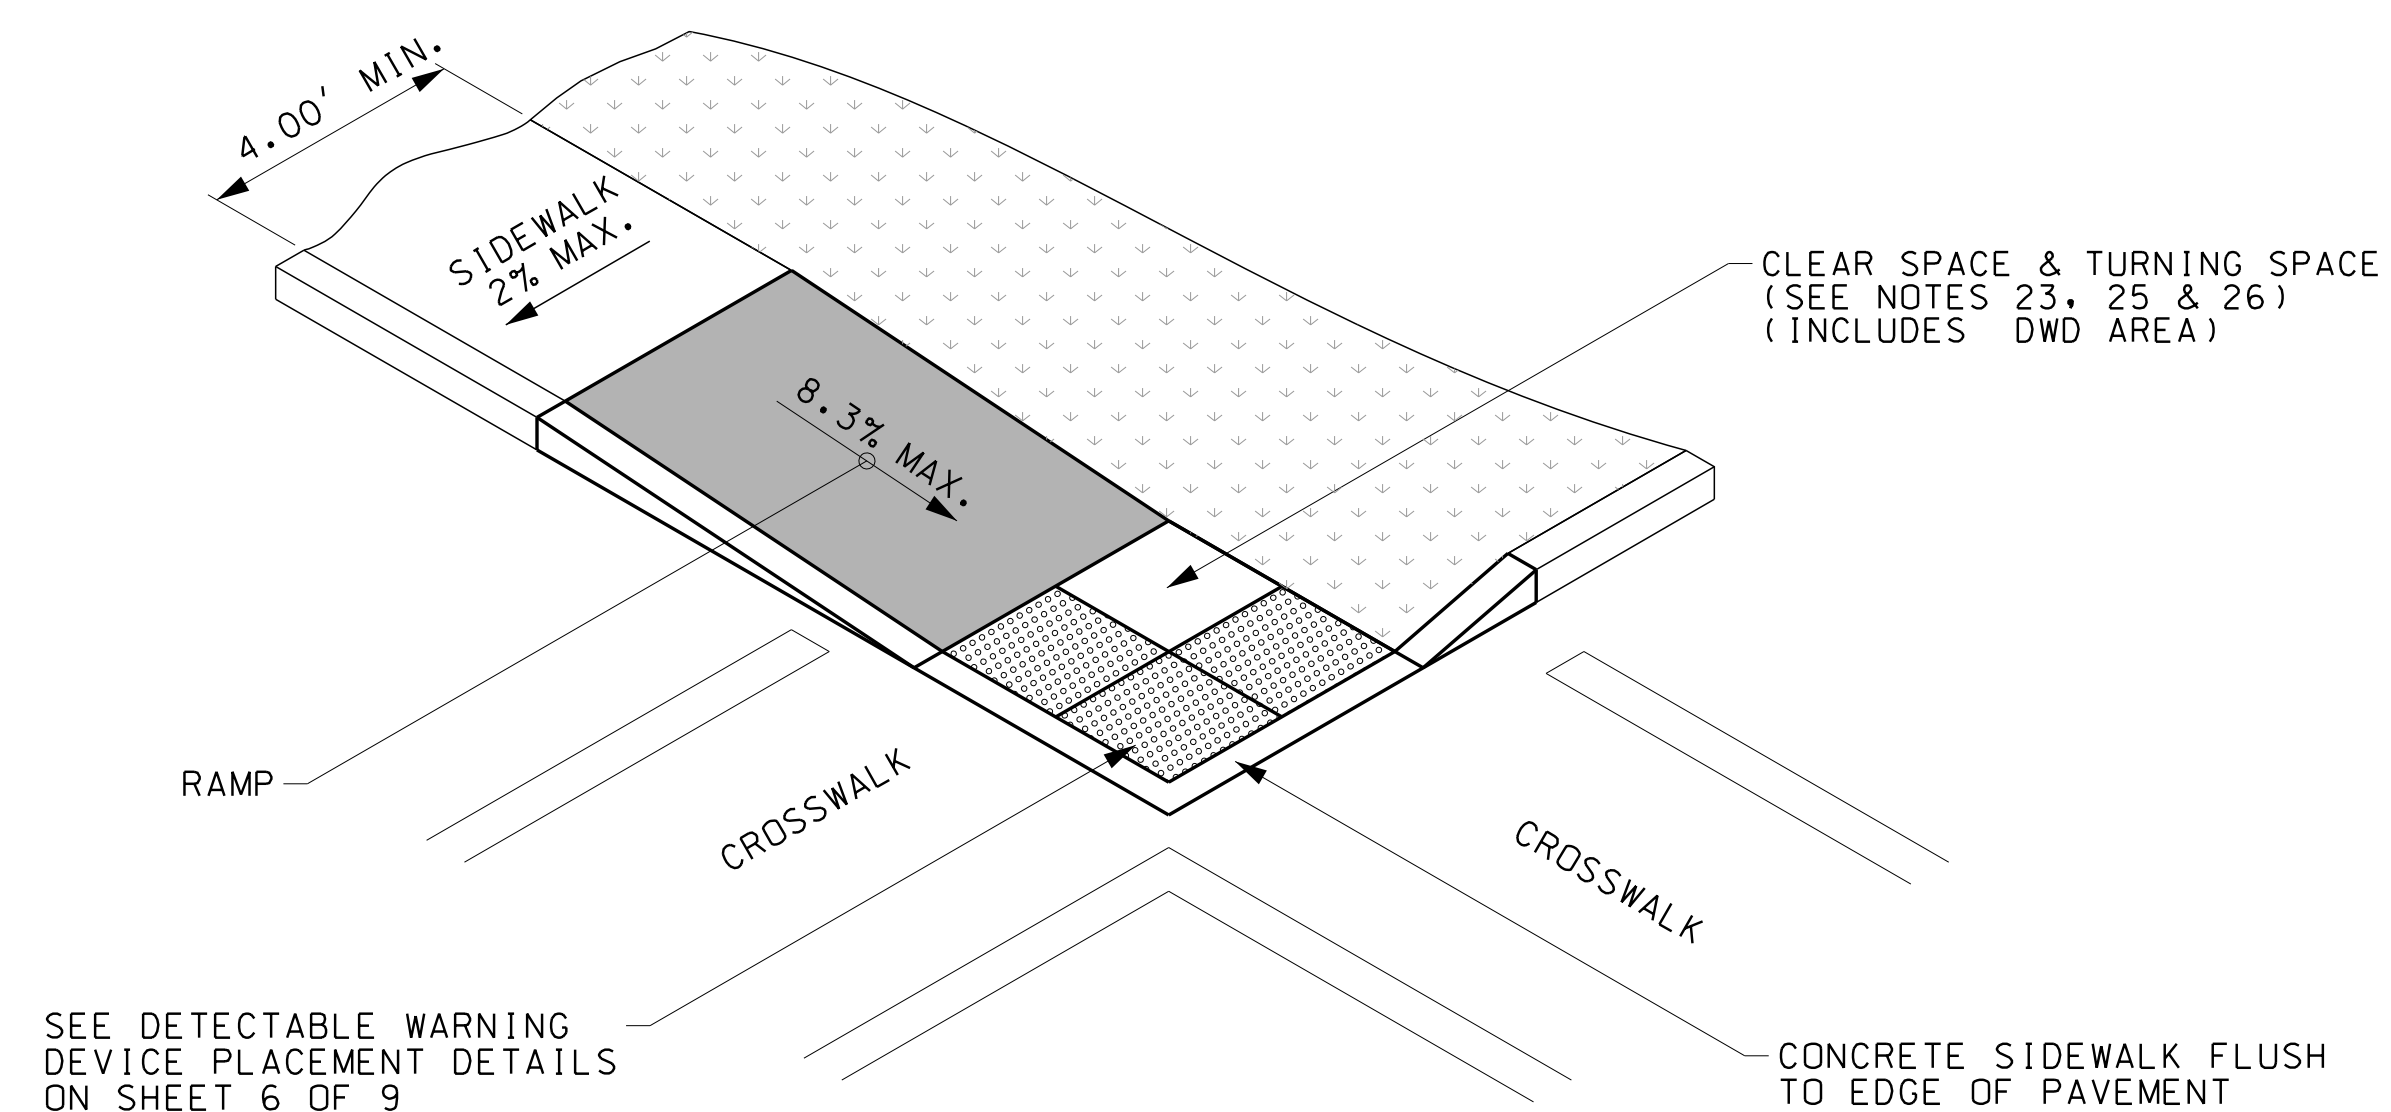 4.00' MIN.
SIDEWALK
2% MAX.
CLEAR SPACE & TURNING SPACE
(SEE NOTES 23, 25 & 26)
(INCLUDES DWD AREA)
8.3% MAX.
RAMP
CROSSWALK
CROSSWALK
SEE DETECTABLE WARNING
DEVICE PLACEMENT DETAILS
ON SHEET 6 OF 9
CONCRETE SIDEWALK FLUSH
TO EDGE OF PAVEMENT